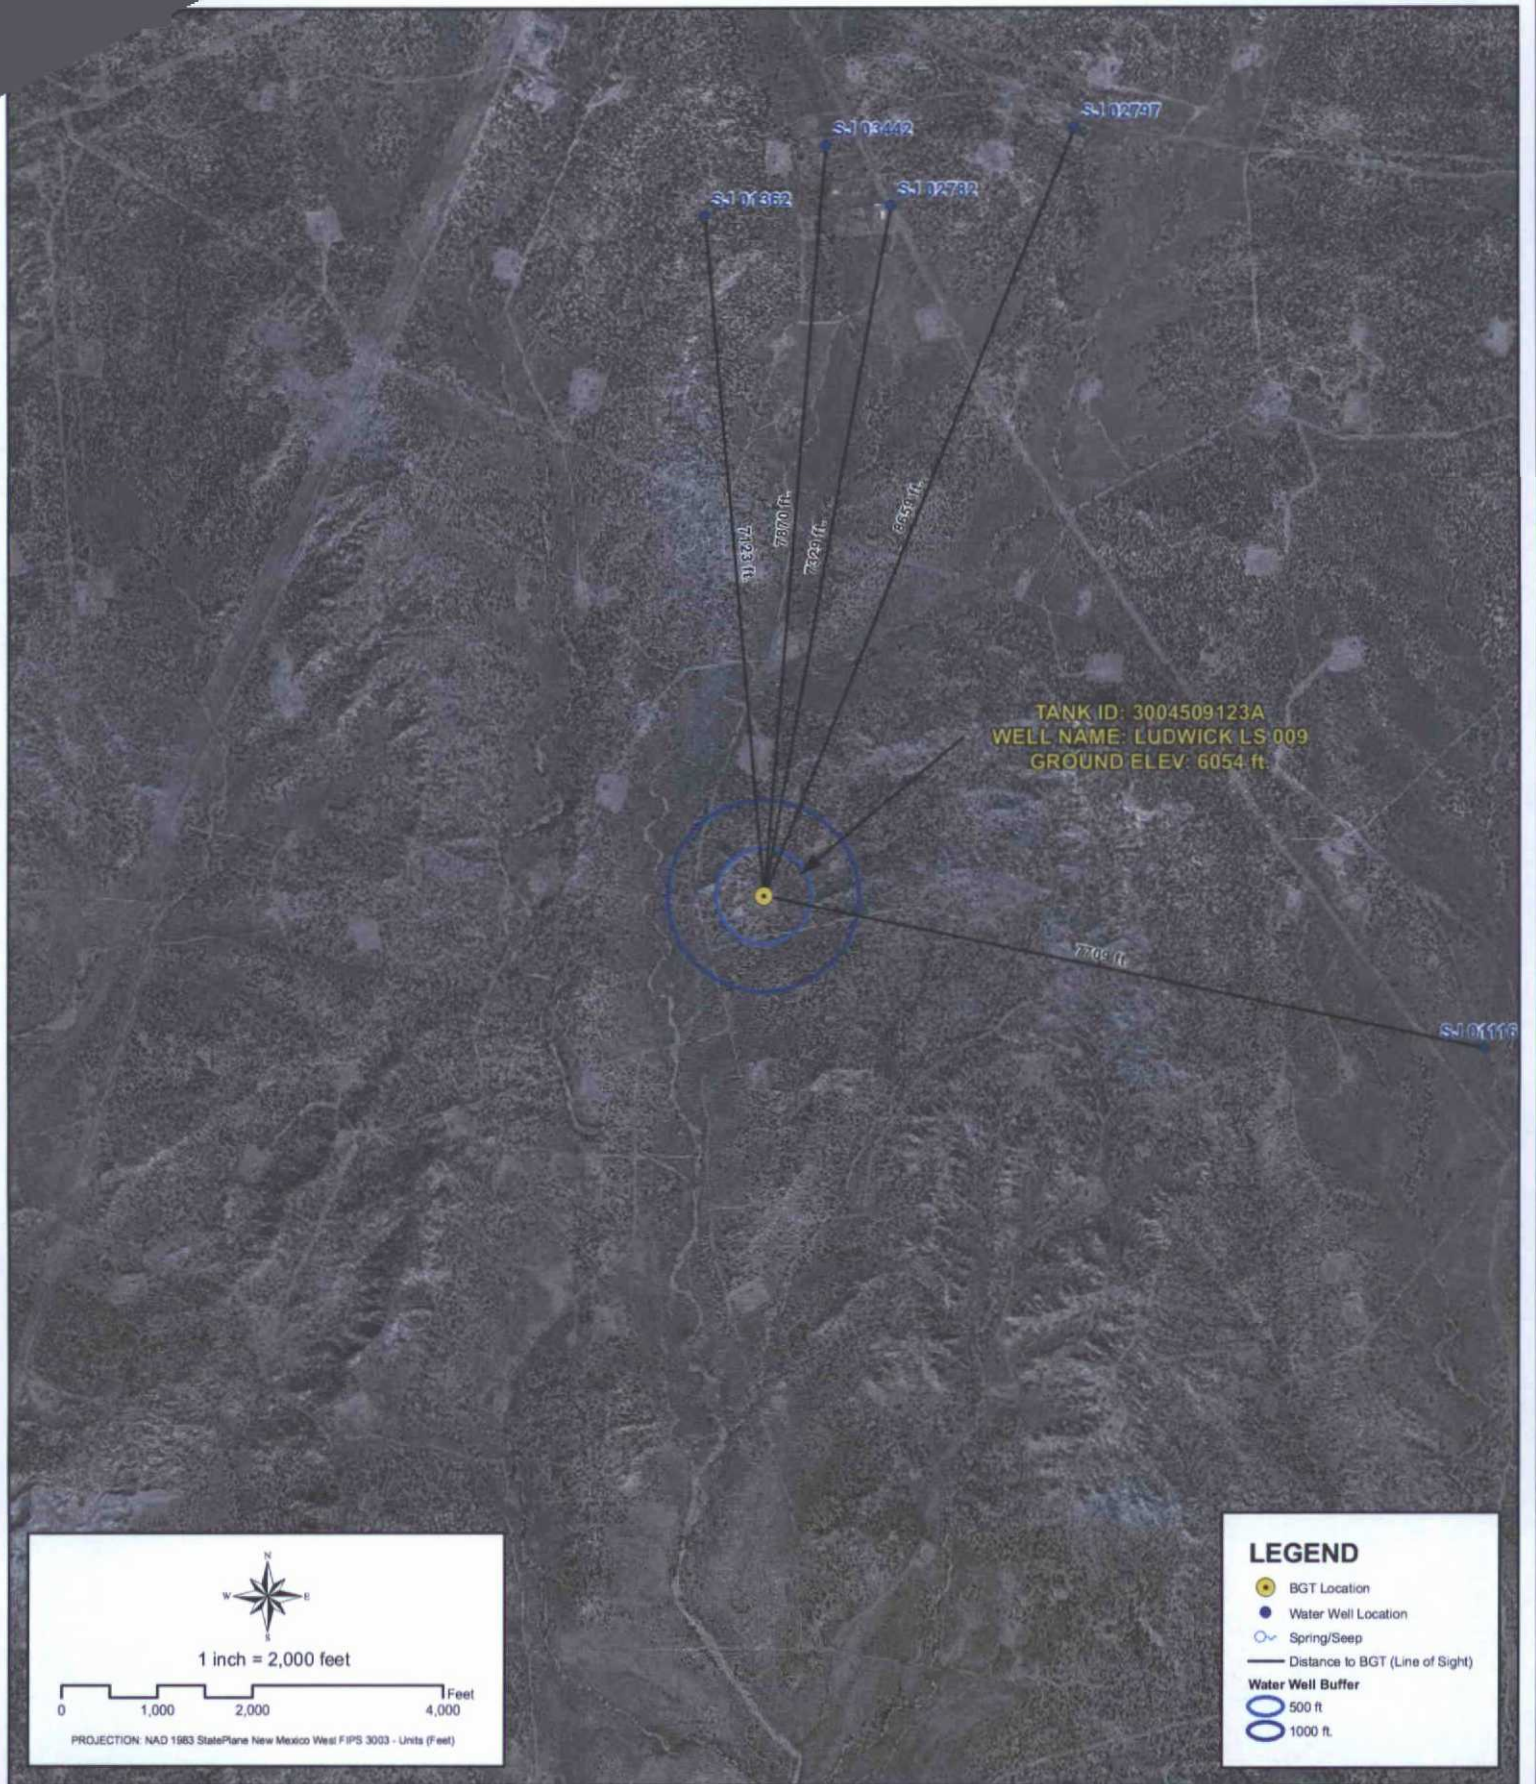 SJ 02797
SJ 03442
SJ 02782
SJ 01362
8659 ft.
7870 ft.
7326 ft.
7123 ft.
TANK ID: 3004509123A
WELL NAME: LUDWICK LS 009
GROUND ELEV: 6054 ft.
7709 ft.
SJ 01116
N
W E
S
1 inch = 2,000 feet
Feet
0 1,000 2,000 4,000
PROJECTION: NAD 1983 StatePlane New Mexico West FIPS 3003 - Units (Feet)
LEGEND
BGT Location
Water Well Location
Spring/Seep
Distance to BGT (Line of Sight)
Water Well Buffer
500 ft
1000 ft.